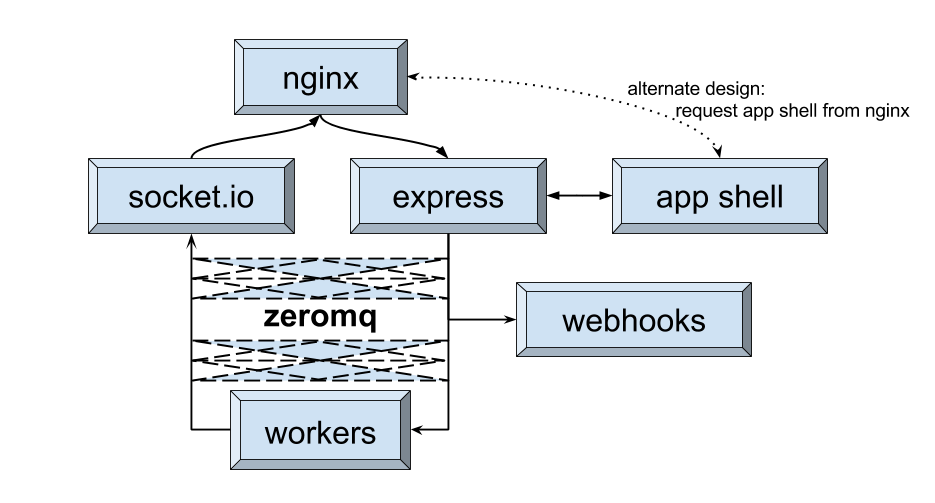 nginx
alternate design:
request app shell from nginx
socket.io
express
app shell
zeromq
webhooks
workers